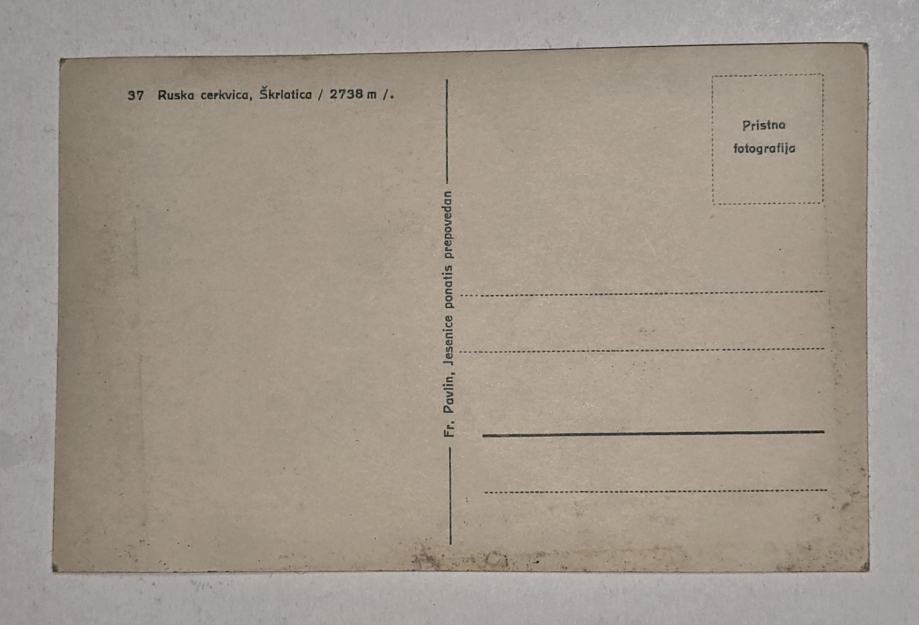 37 Ruska cerkvica, Škrlatica / 2738 m /.
Fr. Pavlin, Jesenice ponatis prepovedan
Pristna
fotografija